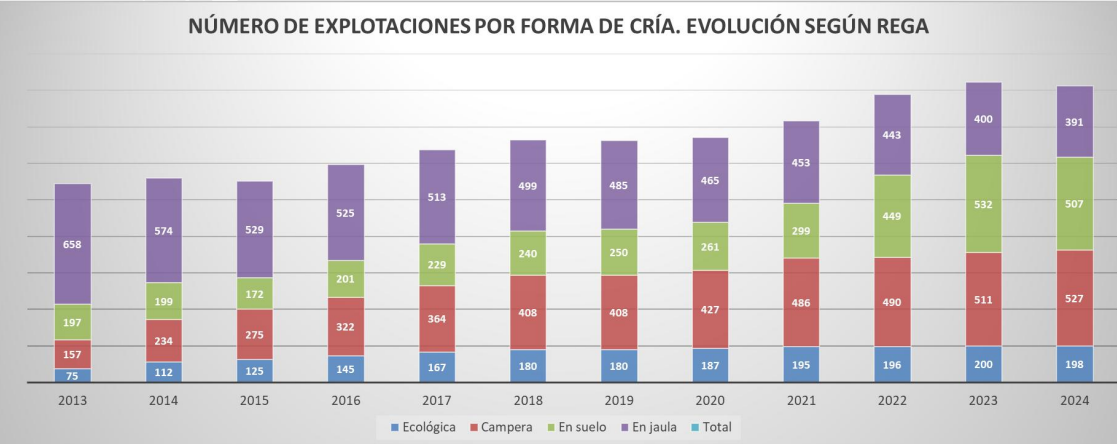 NÚMERO DE EXPLOTACIONES POR FORMA DE CRÍA. EVOLUCIÓN SEGÚN REGA
658 574 529 525 513 499 485 465 453 443 400 391
197 199 172 201 229 240 250 261 299 449 532 507
157 234 275 322 364 408 408 427 486 490 511 527
75 112 125 145 167 180 180 187 195 196 200 198
2013 2014 2015 2016 2017 2018 2019 2020 2021 2022 2023 2024
Ecológica Campera En suelo En jaula Total